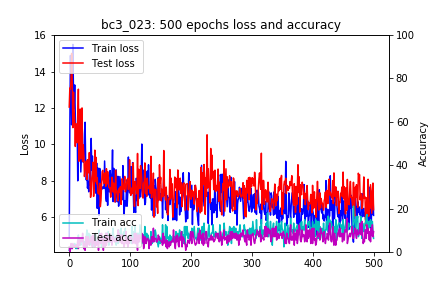 bc3_023: 500 epochs loss and accuracy
16
14
12
10
8
6
Loss
Train loss
Test loss
Train acc
Test acc
100
80
60
40
20
0
Accuracy
0
100
200
300
400
500